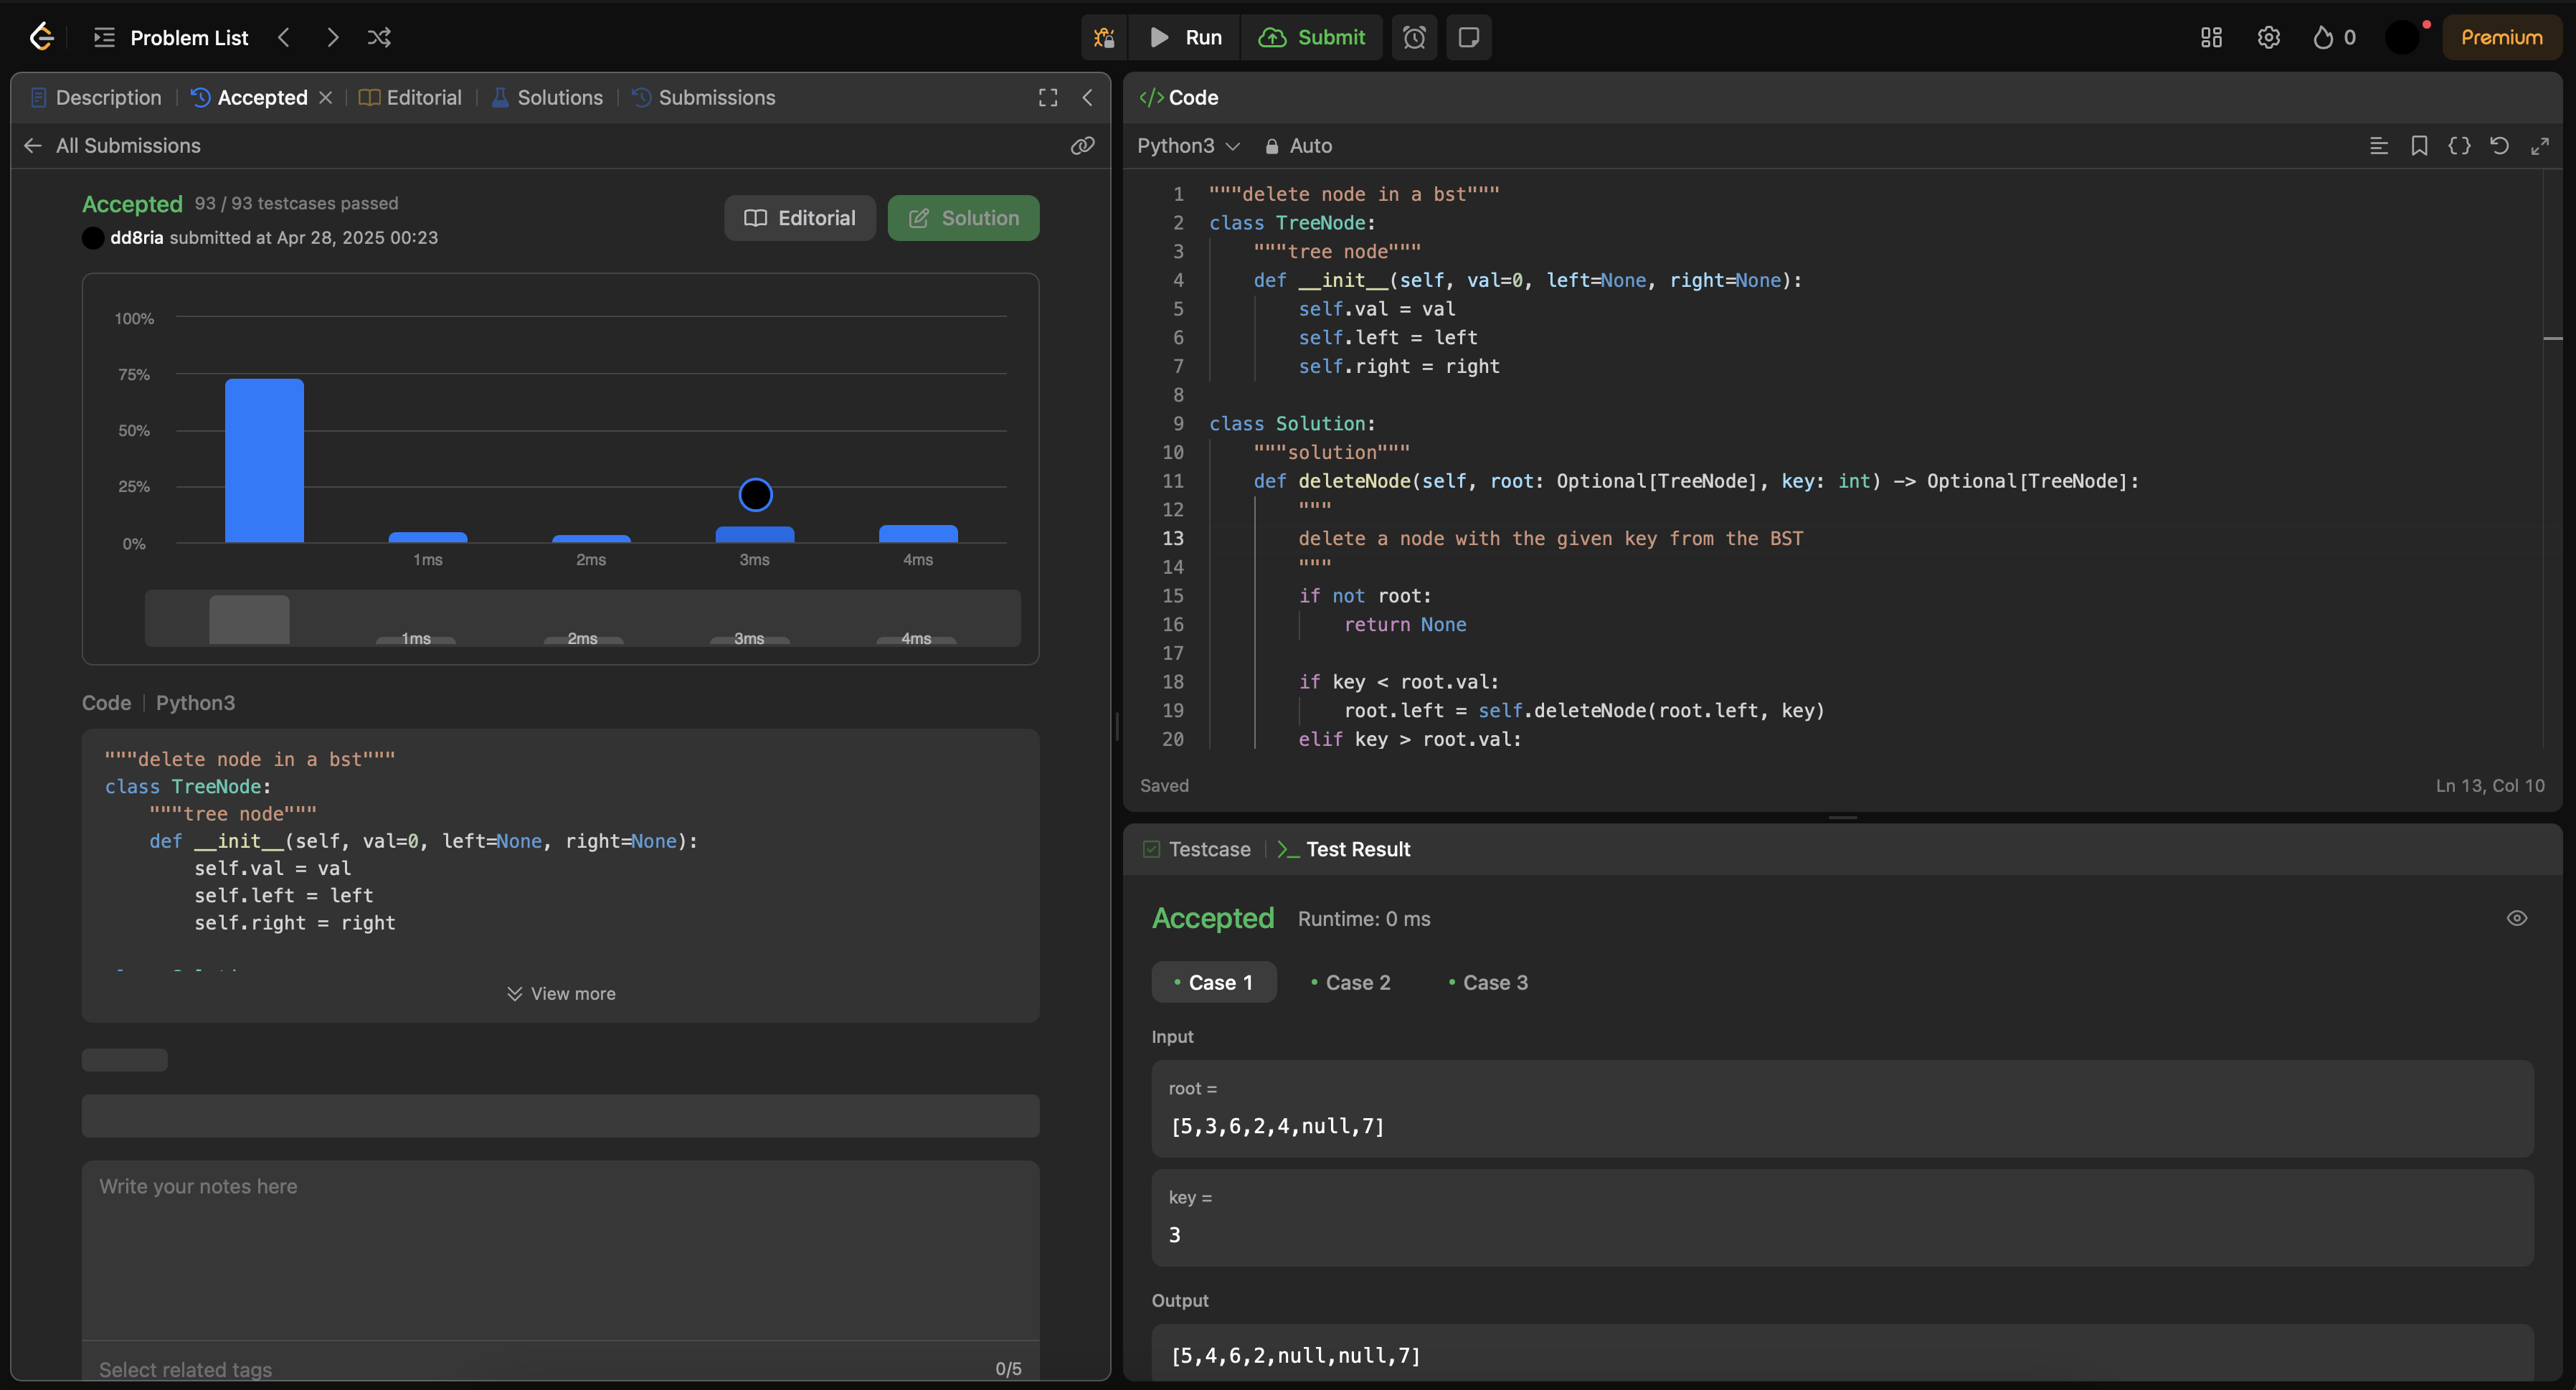 Problem List
Run
Submit
0
Premium
Description
Accepted
Editorial
Solutions
Submissions
All Submissions
Accepted 93 / 93 testcases passed
dd8ria submitted at Apr 28, 2025 00:23
Editorial
Solution
100%
75%
50%
25%
0%
1ms
2ms
3ms
4ms
1ms
2ms
3ms
4ms
Code | Python3
"""delete node in a bst"""
class TreeNode:
    """tree node"""
    def __init__(self, val=0, left=None, right=None):
        self.val = val
        self.left = left
        self.right = right
View more
Write your notes here
Select related tags
0/5
</> Code
Python3
Auto
1 """delete node in a bst"""
2 class TreeNode:
3     """tree node"""
4     def __init__(self, val=0, left=None, right=None):
5         self.val = val
6         self.left = left
7         self.right = right
8
9 class Solution:
10     """solution"""
11     def deleteNode(self, root: Optional[TreeNode], key: int) -> Optional[TreeNode]:
12         """
13         delete a node with the given key from the BST
14         """
15         if not root:
16             return None
17
18         if key < root.val:
19             root.left = self.deleteNode(root.left, key)
20         elif key > root.val:
Saved
Ln 13, Col 10
Testcase
>_ Test Result
Accepted
Runtime: 0 ms
• Case 1
• Case 2
• Case 3
Input
root =
[5,3,6,2,4,null,7]
key =
3
Output
[5,4,6,2,null,null,7]